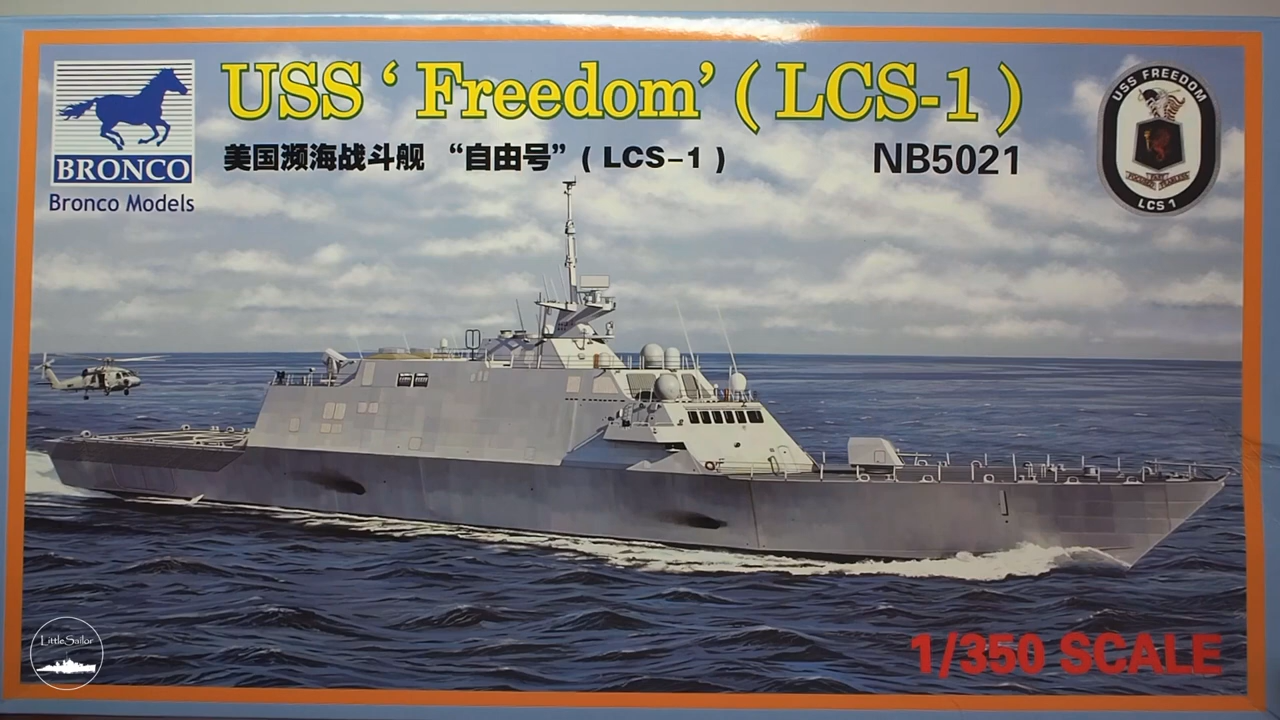 USS ‘Freedom’ (LCS-1)
美国濒海战斗舰 “自由号” ( LCS-1 )
NB5021
BRONCO
Bronco Models
USS FREEDOM
LCS 1
LittleSailor
1/350 SCALE